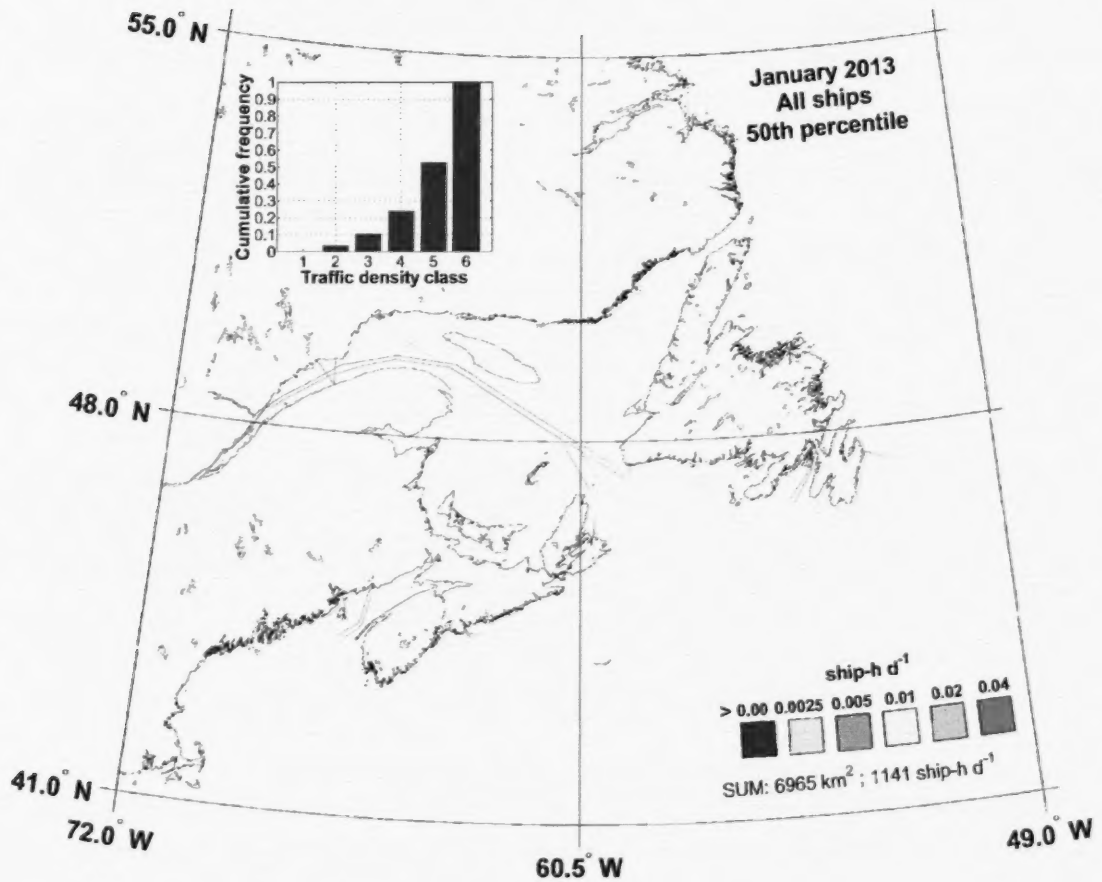 55.0° N
January 2013
All ships
50th percentile
Cumulative frequency
1
0.9
0.8
0.7
0.6
0.5
0.4
0.3
0.2
0.1
0
1 2 3 4 5 6
Traffic density class
48.0° N
ship-h d⁻¹
> 0.00 0.0025 0.005 0.01 0.02 0.04
SUM: 6965 km² ; 1141 ship-h d⁻¹
41.0° N
72.0° W
60.5° W
49.0° W